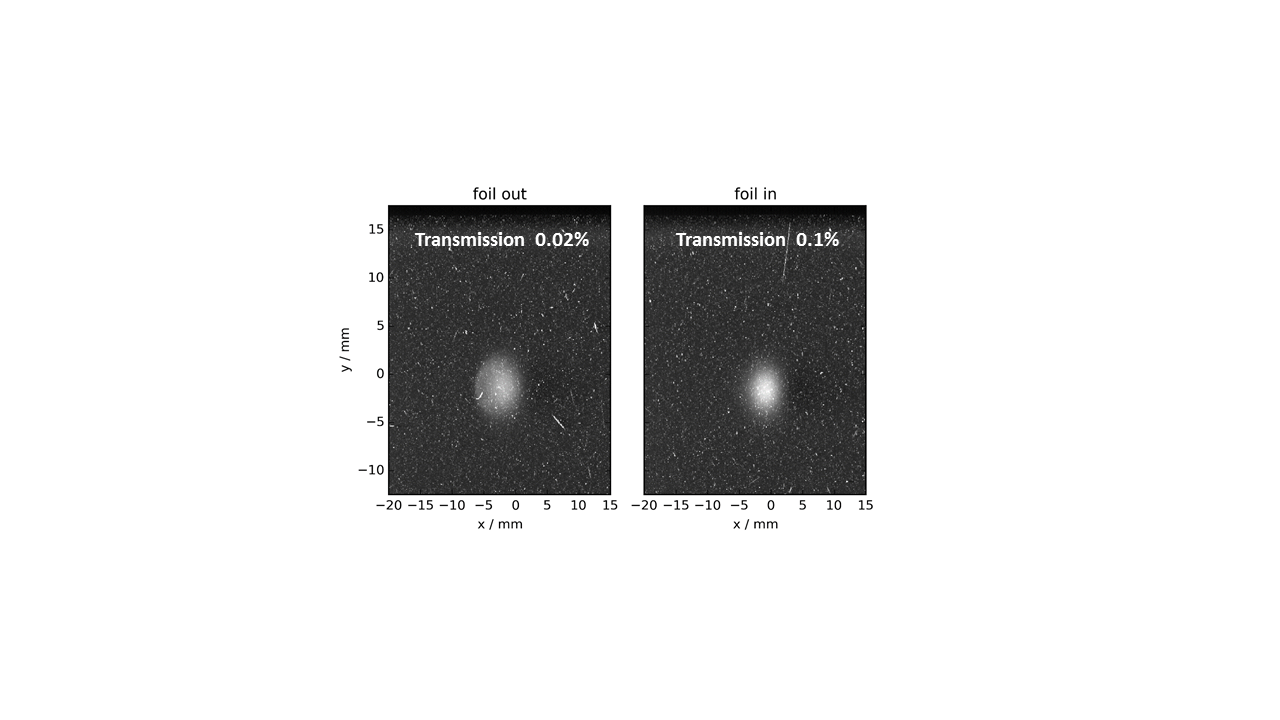 foil out
foil in
Transmission 0.02%
Transmission 0.1%
15
10
5
0
−5
−10
y / mm
−20 −15 −10 −5 0 5 10 15
−20 −15 −10 −5 0 5 10 15
x / mm
x / mm